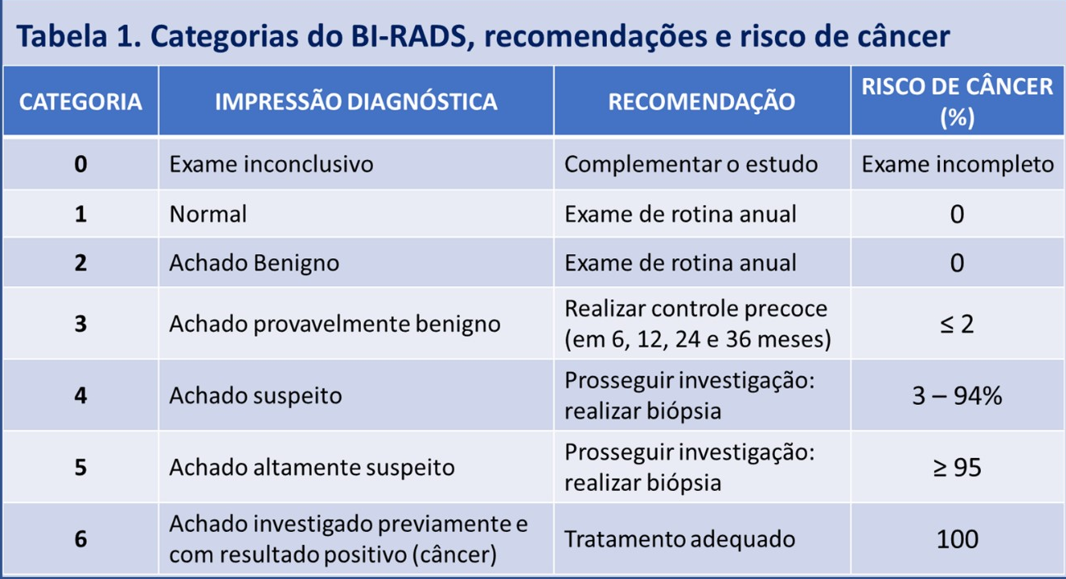 Tabela 1. Categorias do BI-RADS, recomendações e risco de câncer
CATEGORIA IMPRESSÃO DIAGNÓSTICA RECOMENDAÇÃO RISCO DE CÂNCER (%)
0 Exame inconclusivo Complementar o estudo Exame incompleto
1 Normal Exame de rotina anual 0
2 Achado Benigno Exame de rotina anual 0
3 Achado provavelmente benigno Realizar controle precoce (em 6, 12, 24 e 36 meses) ≤ 2
4 Achado suspeito Prosseguir investigação: realizar biópsia 3 – 94%
5 Achado altamente suspeito Prosseguir investigação: realizar biópsia ≥ 95
6 Achado investigado previamente e com resultado positivo (câncer) Tratamento adequado 100